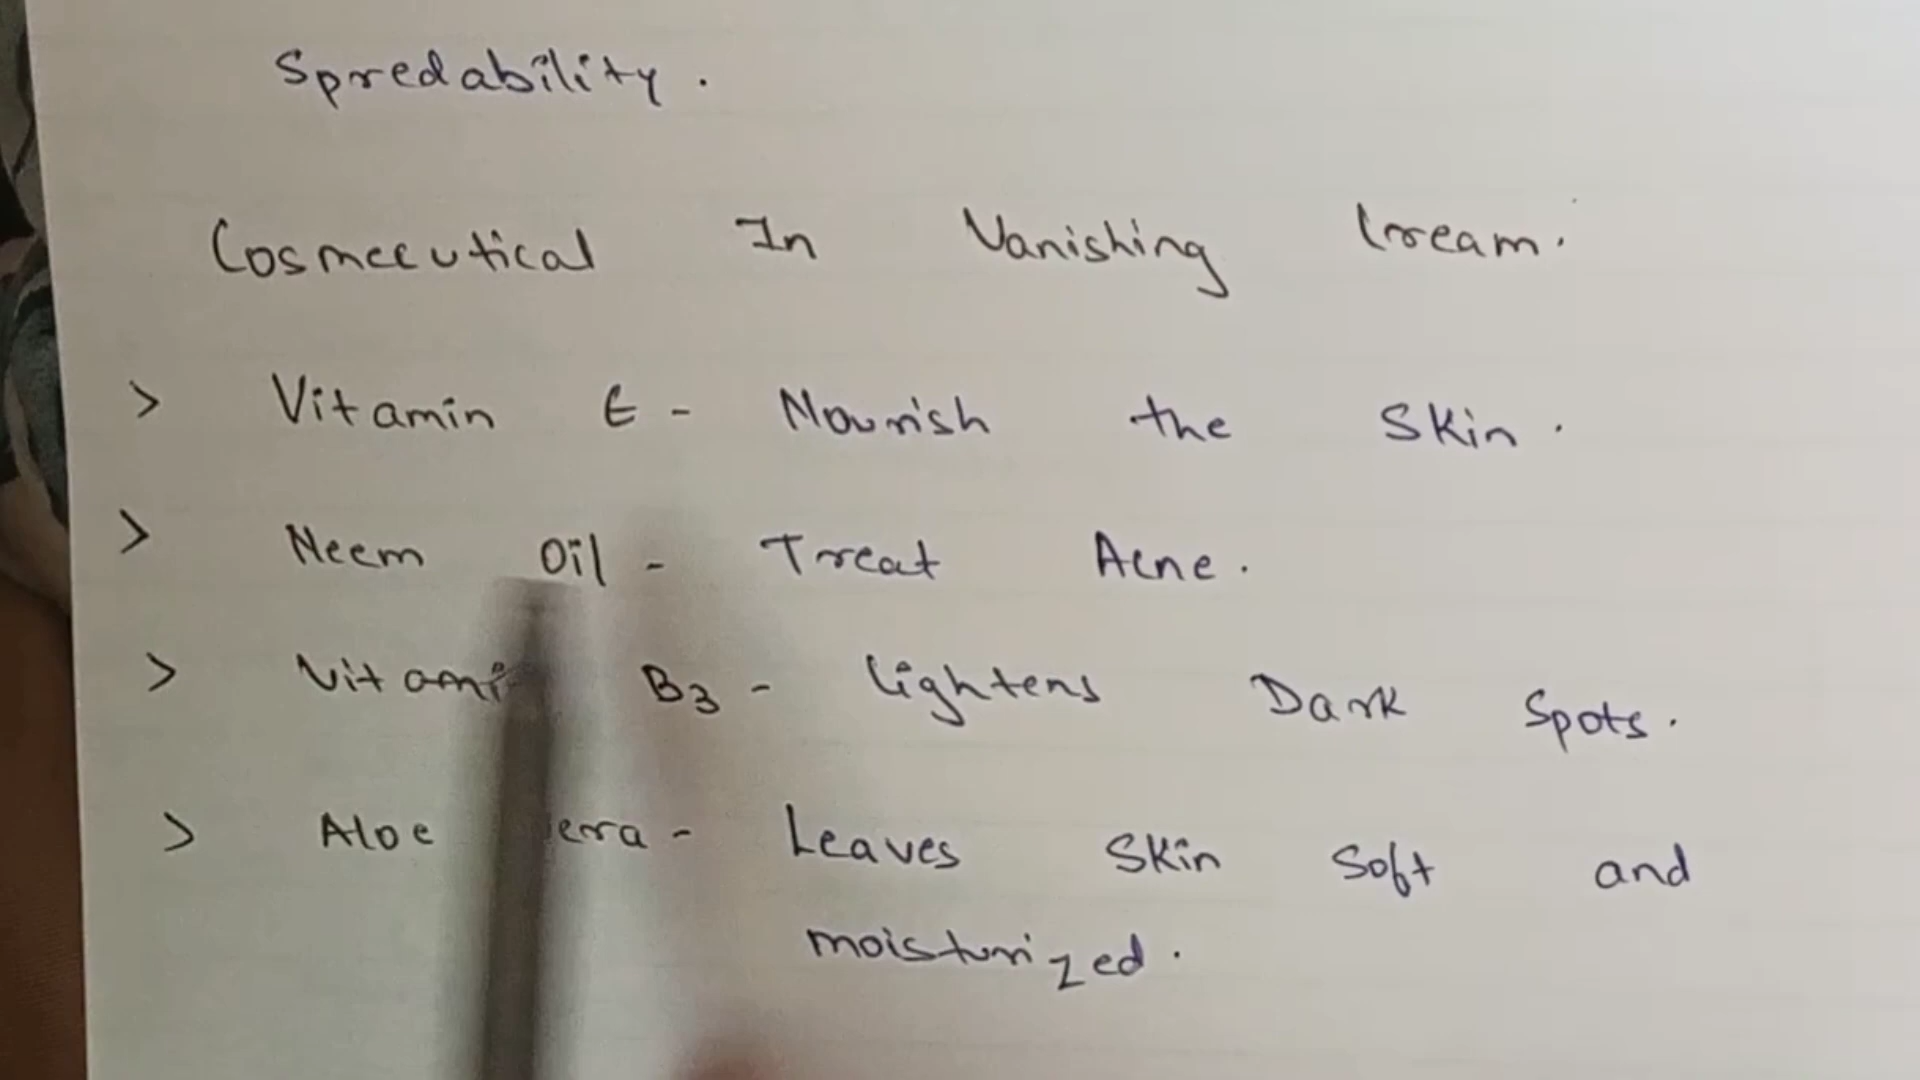 Spredability.
Cosmeceutical In Vanishing Cream.
> Vitamin E - Nourish the Skin.
> Neem Oil - Treat Acne.
> B3 - Lightens Dark Spots.
> Aloe - Leaves Skin Soft and
moisturized.